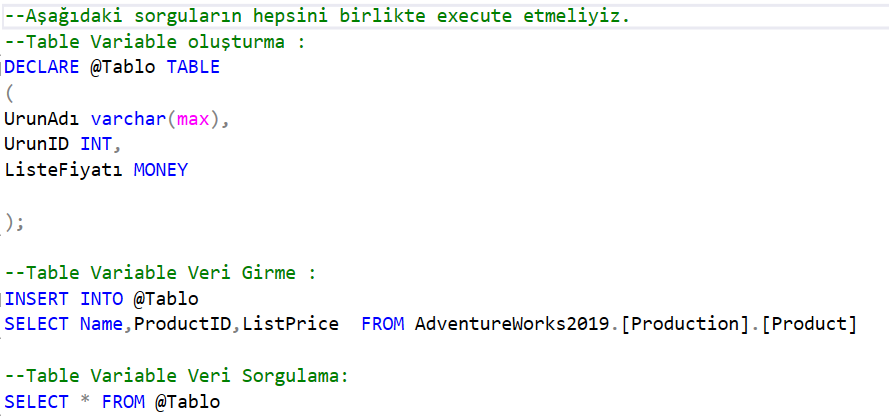 --Aşağıdaki sorguların hepsini birlikte execute etmeliyiz.
--Table Variable oluşturma :
DECLARE @Tablo TABLE
(
UrunAdı varchar(max),
UrunID INT,
ListeFiyatı MONEY
);
--Table Variable Veri Girme :
INSERT INTO @Tablo
SELECT Name,ProductID,ListPrice  FROM AdventureWorks2019.[Production].[Product]
--Table Variable Veri Sorgulama:
SELECT * FROM @Tablo